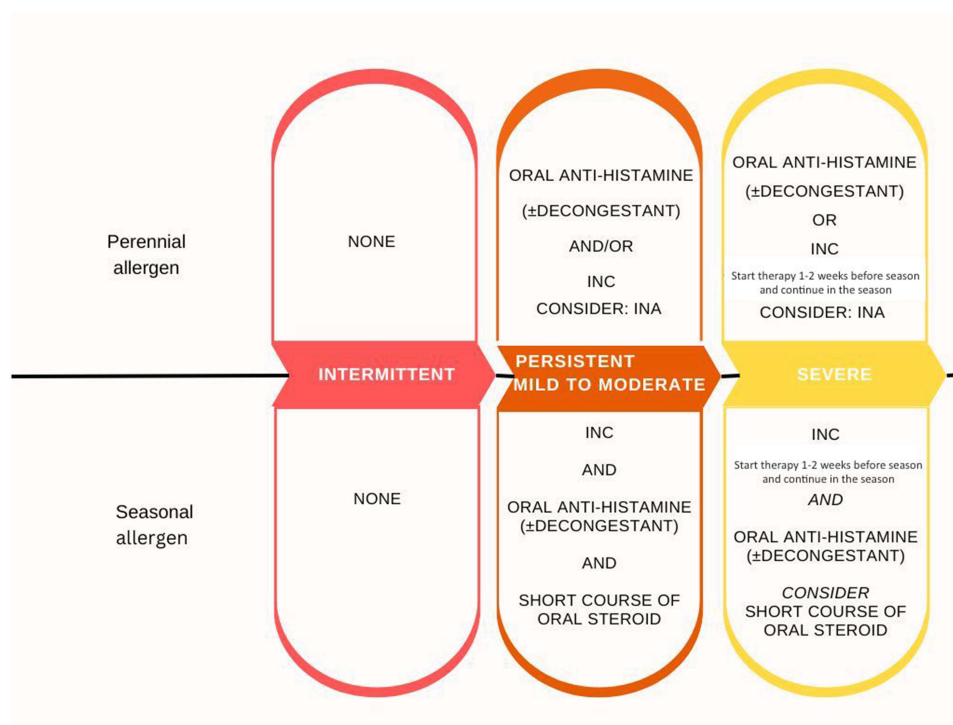 Perennial
allergen
NONE
ORAL ANTI-HISTAMINE
(±DECONGESTANT)
AND/OR
INC
CONSIDER: INA
ORAL ANTI-HISTAMINE
(±DECONGESTANT)
OR
INC
Start therapy 1-2 weeks before season
and continue in the season
CONSIDER: INA
INTERMITTENT
PERSISTENT
MILD TO MODERATE
SEVERE
Seasonal
allergen
NONE
INC
AND
ORAL ANTI-HISTAMINE
(±DECONGESTANT)
AND
SHORT COURSE OF
ORAL STEROID
INC
Start therapy 1-2 weeks before season
and continue in the season
AND
ORAL ANTI-HISTAMINE
(±DECONGESTANT)
CONSIDER
SHORT COURSE OF
ORAL STEROID